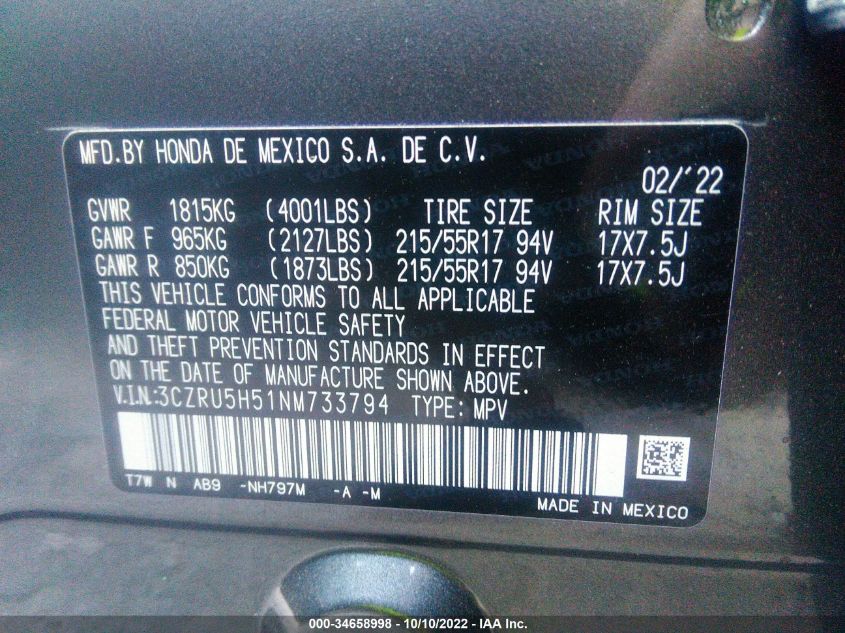 MFD.BY HONDA DE MEXICO S.A. DE C.V.
02/'22
GVWR 1815KG (4001LBS) TIRE SIZE RIM SIZE
GAWR F 965KG (2127LBS) 215/55R17 94V 17X7.5J
GAWR R 850KG (1873LBS) 215/55R17 94V 17X7.5J
THIS VEHICLE CONFORMS TO ALL APPLICABLE
FEDERAL MOTOR VEHICLE SAFETY
AND THEFT PREVENTION STANDARDS IN EFFECT
ON THE DATE OF MANUFACTURE SHOWN ABOVE.
V.I.N:3CZRU5H51NM733794 TYPE: MPV
T7W N AB9 -NH797M -A -M
MADE IN MEXICO
000-34658998 - 10/10/2022 - IAA Inc.